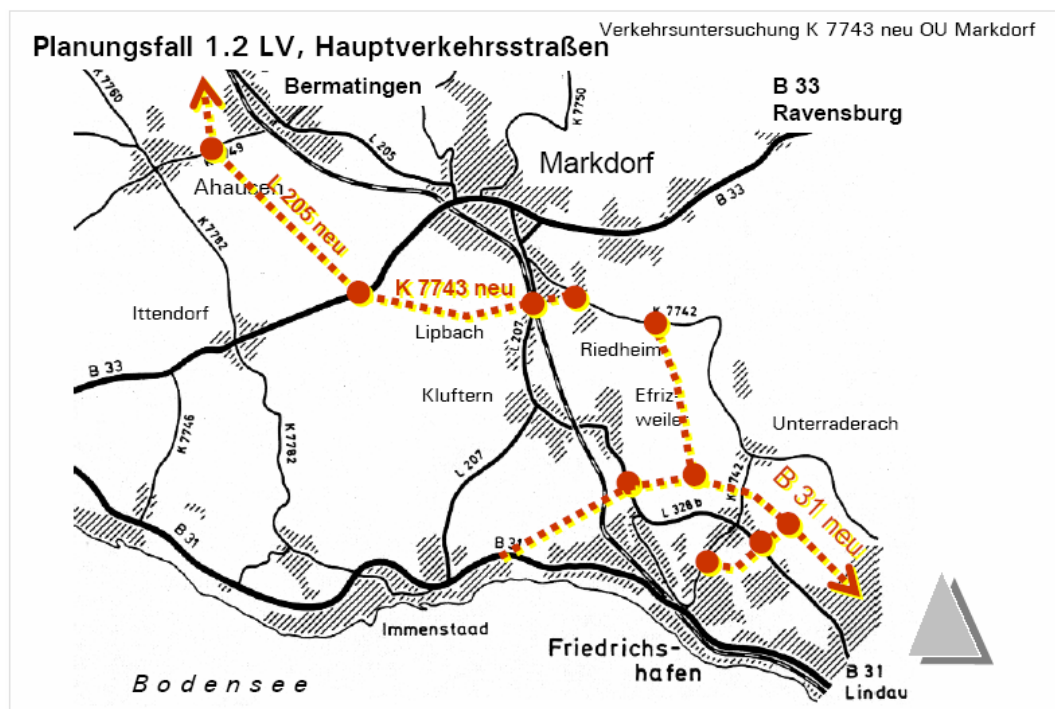 Verkehrsuntersuchung K 7743 neu OU Markdorf
Planungsfall 1.2 LV, Hauptverkehrsstraßen
K 7760
Bermatingen
K 7750
B 33
Ravensburg
L 205
Markdorf
Ahausen
B 33
L 205 neu
K 7782
K 7743 neu
Ittendorf
Lipbach
K 7742
L 207
Riedheim
B 33
Kluftern
Efriz-
weiler
Unterraderach
K 7746
K 7782
L 207
K 7742
B 31 neu
L 328 b
B 31
B 31
Immenstaad
Friedrichs-
hafen
B 31
Lindau
Bodensee